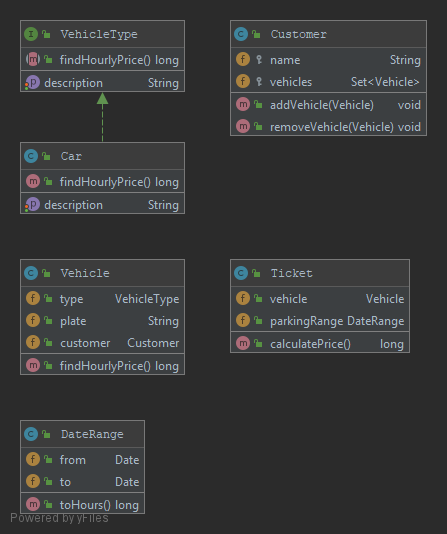 VehicleType
findHourlyPrice() long
description String
Customer
name String
vehicles Set<Vehicle>
addVehicle(Vehicle) void
removeVehicle(Vehicle) void
Car
findHourlyPrice() long
description String
Vehicle
type VehicleType
plate String
customer Customer
findHourlyPrice() long
Ticket
vehicle Vehicle
parkingRange DateRange
calculatePrice() long
DateRange
from Date
to Date
toHours() long
Powered by yFiles